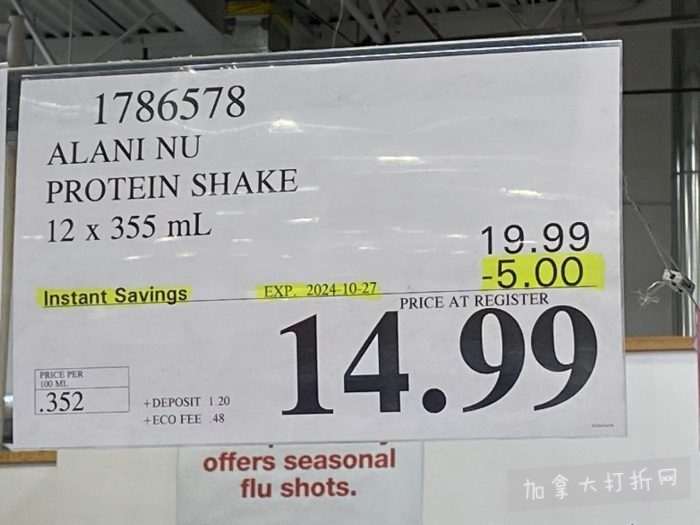 1786578
ALANI NU
PROTEIN SHAKE
12 x 355 mL
19.99
-5.00
Instant Savings EXP. 2024-10-27
PRICE AT REGISTER
14.99
PRICE PER
100 ML
.352
+DEPOSIT 1.20
+ECO FEE .48
offers seasonal
flu shots.
加拿大打折网